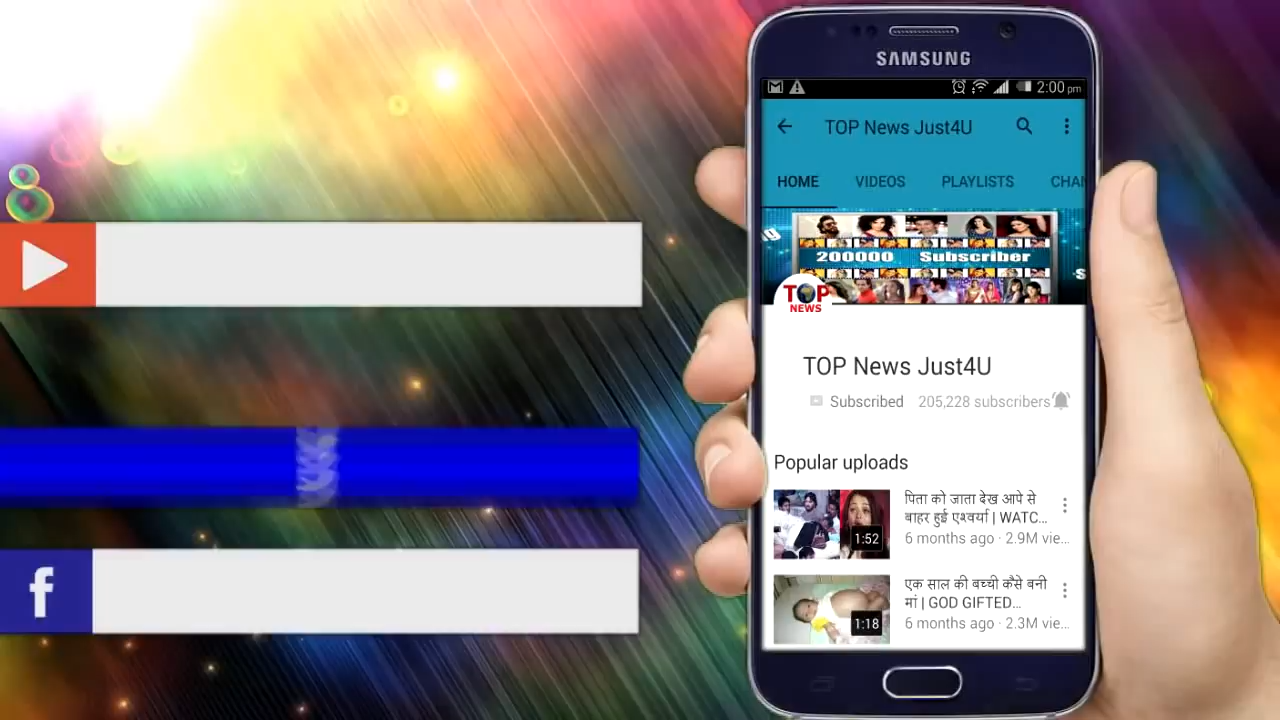 SAMSUNG
2:00 pm
TOP News Just4U
HOME VIDEOS PLAYLISTS CHAN
200000 Subscriber
TOP
NEWS
TOP News Just4U
Subscribed 205,228 subscribers
Popular uploads
पिता को जाता देख आपे से
बाहर हुई एश्वर्या | WATC...
1:52
6 months ago · 2.9M vie...
एक साल की बच्ची कैसे बनी
मां | GOD GIFTED...
1:18
6 months ago · 2.3M vie...
f